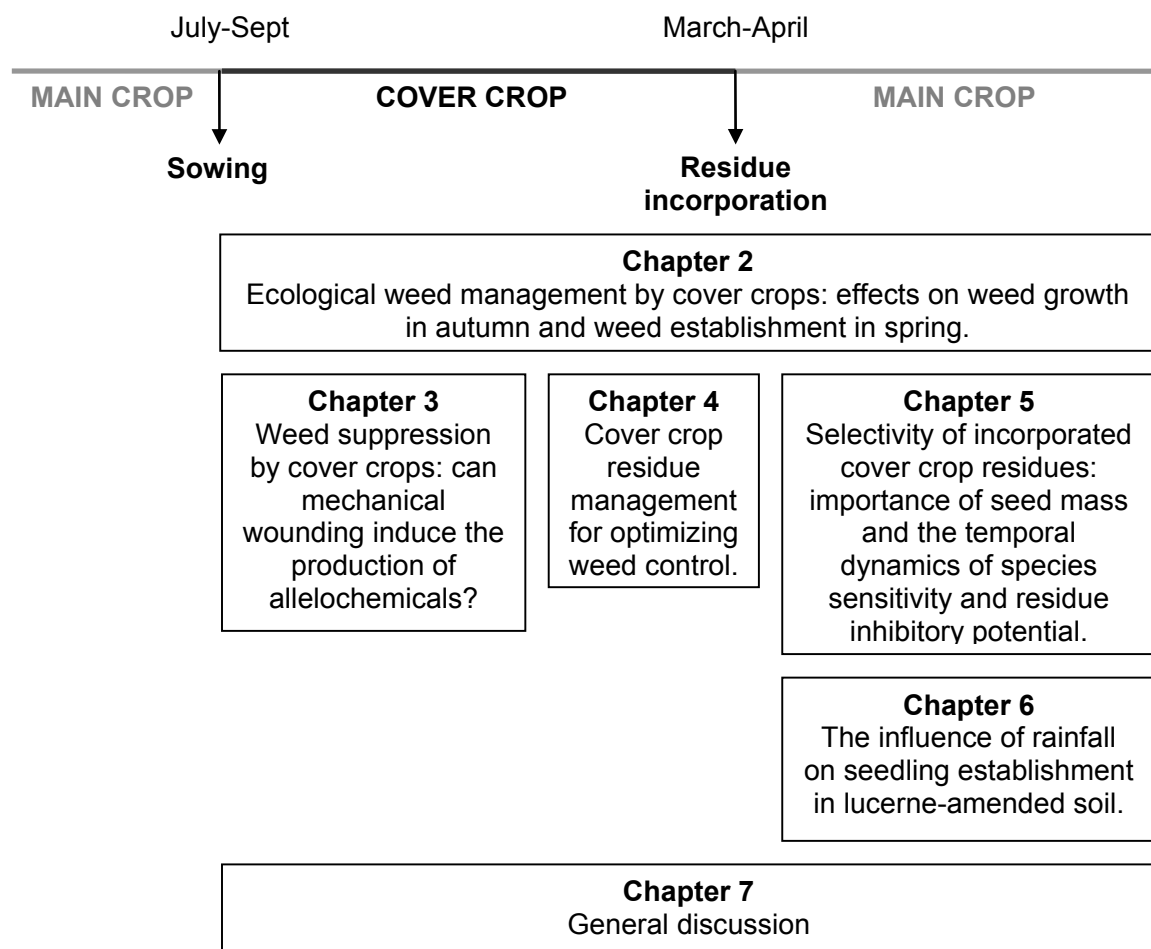 July-Sept
March-April
MAIN CROP
COVER CROP
MAIN CROP
Sowing
Residue
incorporation
Chapter 2
Ecological weed management by cover crops: effects on weed growth
in autumn and weed establishment in spring.
Chapter 3
Weed suppression
by cover crops: can
mechanical
wounding induce the
production of
allelochemicals?
Chapter 4
Cover crop
residue
management
for optimizing
weed control.
Chapter 5
Selectivity of incorporated
cover crop residues:
importance of seed mass
and the temporal
dynamics of species
sensitivity and residue
inhibitory potential.
Chapter 6
The influence of rainfall
on seedling establishment
in lucerne-amended soil.
Chapter 7
General discussion